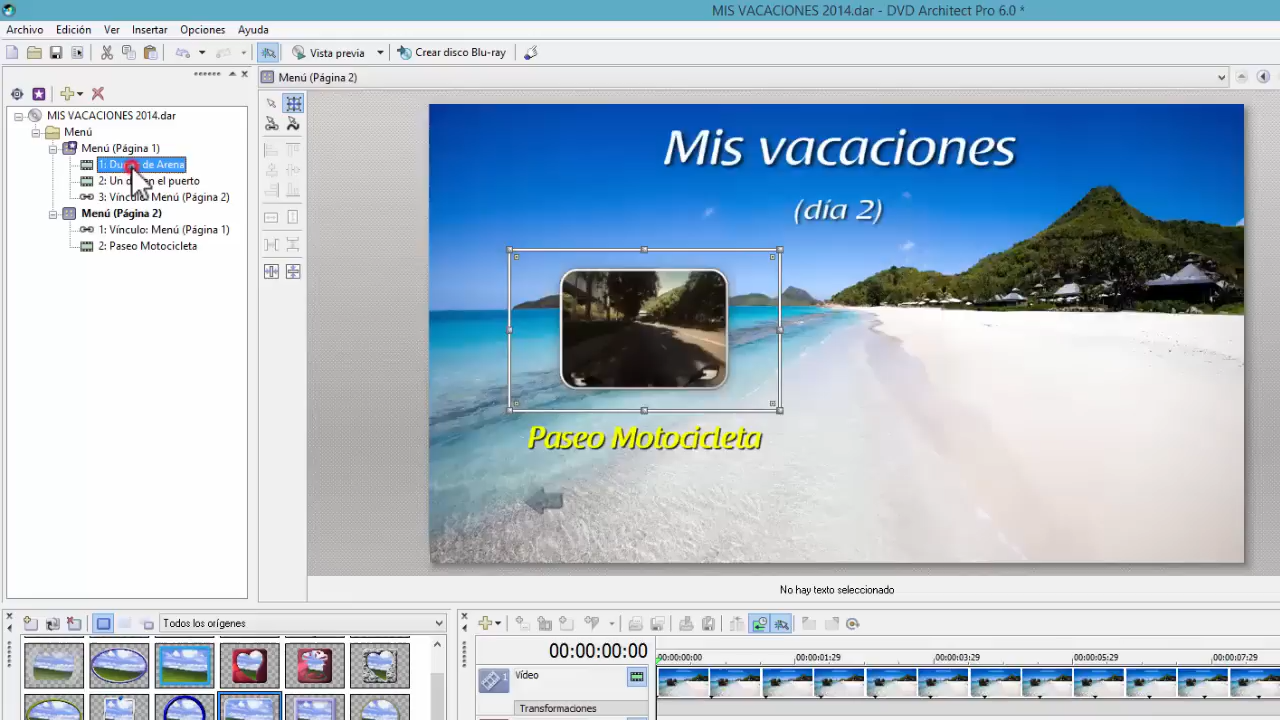 MIS VACACIONES 2014.dar - DVD Architect Pro 6.0 *
Archivo Edición Ver Insertar Opciones Ayuda
Vista previa Crear disco Blu-ray
Menú (Página 2)
MIS VACACIONES 2014.dar
Menú
Menú (Página 1)
1: de Arena
2: Un el puerto
3: Vínculo: Menú (Página 2)
Menú (Página 2)
1: Vínculo: Menú (Página 1)
2: Paseo Motocicleta
Mis vacaciones
(día 2)
Paseo Motocicleta
No hay texto seleccionado
Todos los orígenes
00:00:00:00
00:00:00:00 00:00:01:29 00:00:03:29 00:00:05:29 00:00:07:29
1 Vídeo
Transformaciones